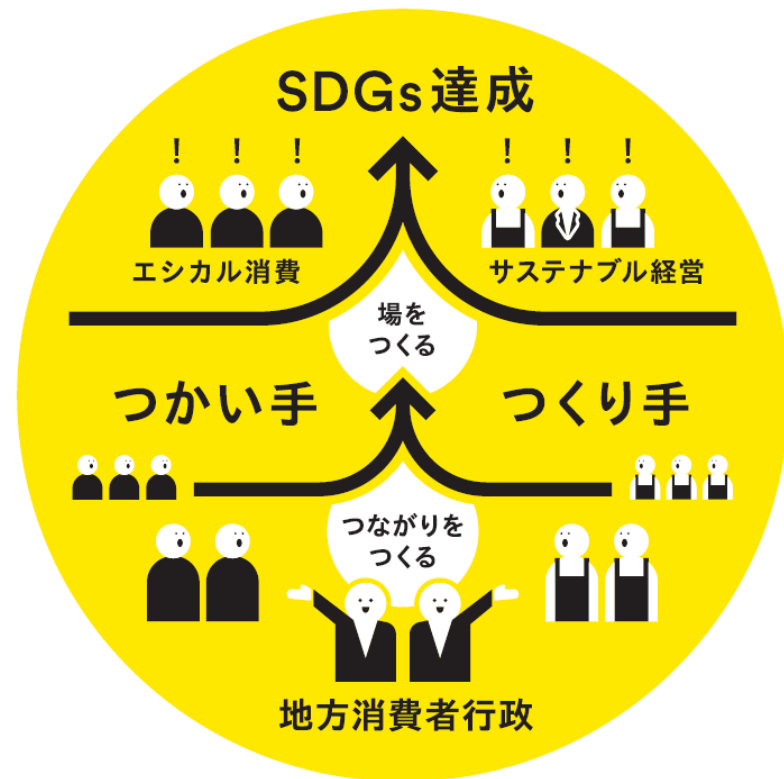 SDGs達成
! ! !
! ! !
エシカル消費
サステナブル経営
場を
つくる
つかい手
つくり手
つながりを
つくる
地方消費者行政